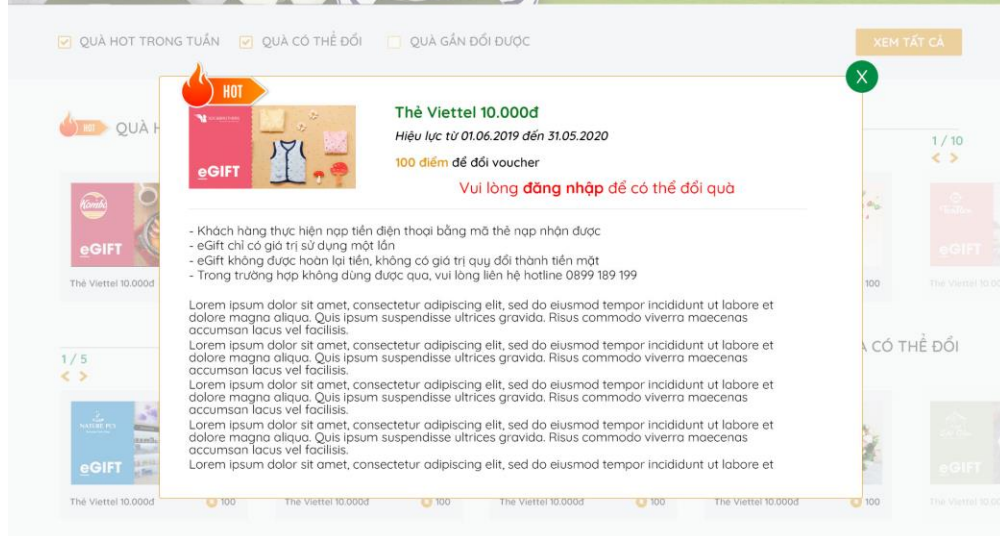 QUÀ HOT TRONG TUẦN
QUÀ CÓ THỂ ĐỔI
QUÀ GẦN ĐỔI ĐƯỢC
XEM TẤT CẢ
X
HOT
eGIFT
Thẻ Viettel 10.000đ
Hiệu lực từ 01.06.2019 đến 31.05.2020
100 điểm để đổi voucher
Vui lòng đăng nhập để có thể đổi quà
- Khách hàng thực hiện nạp tiền điện thoại bằng mã thẻ nạp nhận được
- eGift chỉ có giá trị sử dụng một lần
- eGift không được hoàn lại tiền, không có giá trị quy đổi thành tiền mặt
- Trong trường hợp không dùng được qua, vui lòng liên hệ hotline 0899 189 199
Lorem ipsum dolor sit amet, consectetur adipiscing elit, sed do eiusmod tempor incididunt ut labore et
dolore magna aliqua. Quis ipsum suspendisse ultrices gravida. Risus commodo viverra maecenas
accumsan lacus vel facilisis.
Lorem ipsum dolor sit amet, consectetur adipiscing elit, sed do eiusmod tempor incididunt ut labore et
dolore magna aliqua. Quis ipsum suspendisse ultrices gravida. Risus commodo viverra maecenas
accumsan lacus vel facilisis.
Lorem ipsum dolor sit amet, consectetur adipiscing elit, sed do eiusmod tempor incididunt ut labore et
dolore magna aliqua. Quis ipsum suspendisse ultrices gravida. Risus commodo viverra maecenas
accumsan lacus vel facilisis.
Lorem ipsum dolor sit amet, consectetur adipiscing elit, sed do eiusmod tempor incididunt ut labore et
dolore magna aliqua. Quis ipsum suspendisse ultrices gravida. Risus commodo viverra maecenas
accumsan lacus vel facilisis.
Lorem ipsum dolor sit amet, consectetur adipiscing elit, sed do eiusmod tempor incididunt ut labore et
HOT
QUÀ H
1 / 10
< >
eGIFT
eGIFT
Thẻ Viettel 10.000đ
100
Thẻ Viettel 10.00
1 / 5
< >
CÓ THỂ ĐỔI
NATURE PCS
eGIFT
eGIFT
Thẻ Viettel 10.000đ
100
Thẻ Viettel 10.000đ
100
Thẻ Viettel 10.000đ
100
Thẻ Viettel 10.000đ
100
Thẻ Viettel 10.00